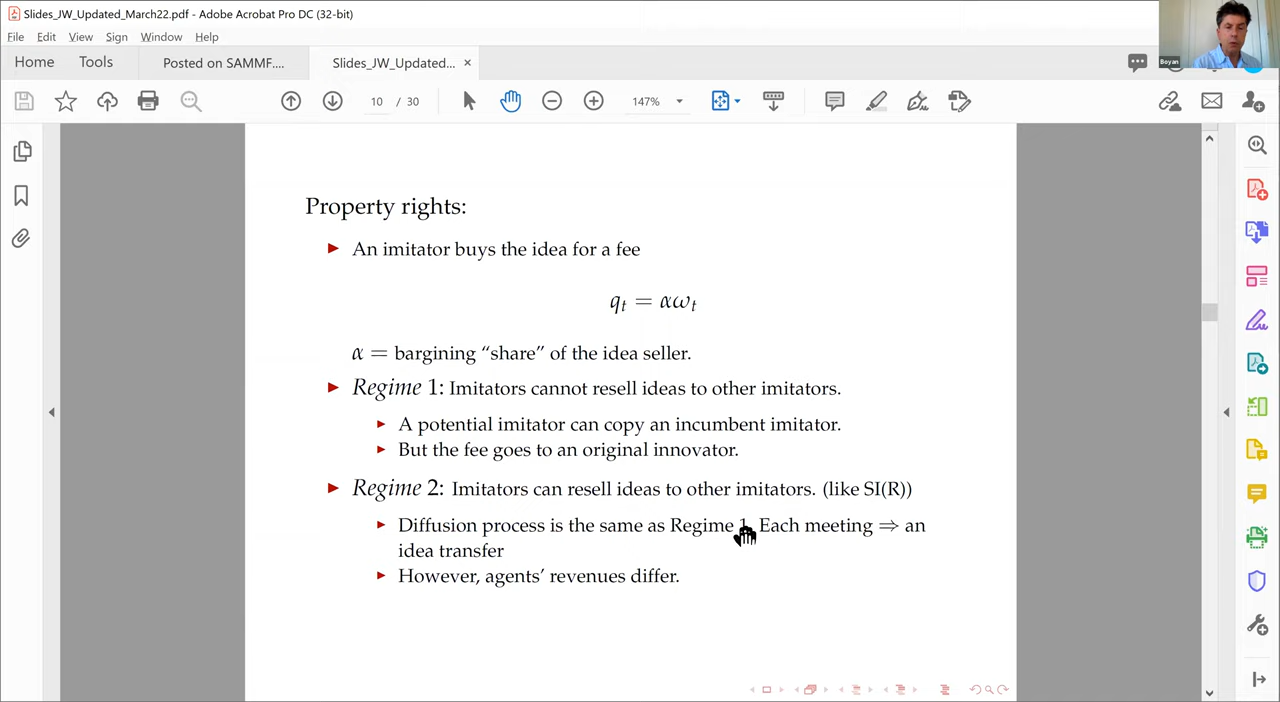 Slides_JW_Updated_March22.pdf - Adobe Acrobat Pro DC (32-bit)
File Edit View Sign Window Help
Home Tools Posted on SAMMF.... Slides_JW_Updated... ×
10 / 30 147%
Boyan
Property rights:
An imitator buys the idea for a fee
qₜ = αωₜ
α = bargining “share” of the idea seller.
Regime 1: Imitators cannot resell ideas to other imitators.
A potential imitator can copy an incumbent imitator.
But the fee goes to an original innovator.
Regime 2: Imitators can resell ideas to other imitators. (like SI(R))
Diffusion process is the same as Regime 1. Each meeting ⇒ an
idea transfer
However, agents’ revenues differ.